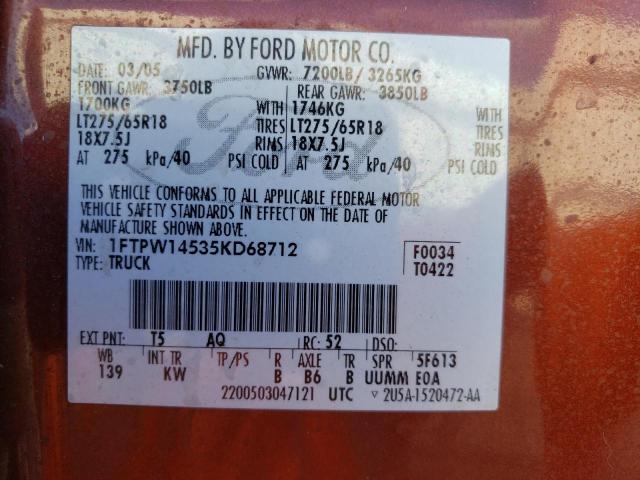 MFD. BY FORD MOTOR CO.
DATE: 03/05 GVWR: 7200LB/ 3265KG
FRONT GAWR: 3750LB REAR GAWR: 3850LB
1700KG WITH 1746KG WITH
LT275/65R18 TIRES LT275/65R18 TIRES
18X7.5J RIMS 18X7.5J RIMS
AT 275 kPa/40 PSI COLD AT 275 kPa/40 PSI COLD
Ford
THIS VEHICLE CONFORMS TO ALL APPLICABLE FEDERAL MOTOR
VEHICLE SAFETY STANDARDS IN EFFECT ON THE DATE OF
MANUFACTURE SHOWN ABOVE.
VIN: 1FTPW14535KD68712 F0034
TYPE: TRUCK T0422
EXT PNT: T5 AQ RC: 52 DSO:
WB INT TR TP/PS R AXLE TR SPR 5F613
139 KW B B6 B UUMM E0A
2200503047121 UTC ▽ 2U5A-1520472-AA